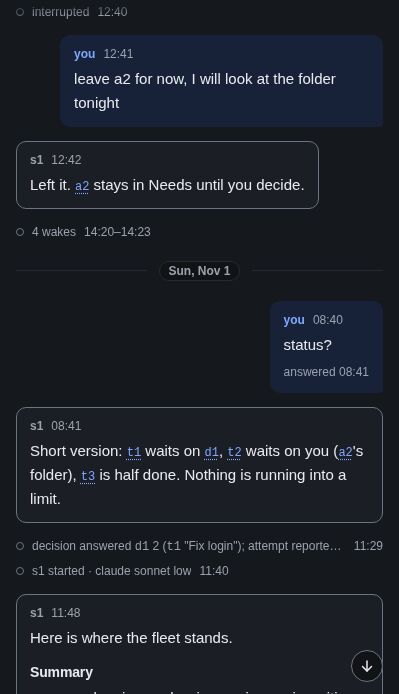 interrupted 12:40
you 12:41
leave a2 for now, I will look at the folder
tonight
s1 12:42
Left it. a2 stays in Needs until you decide.
4 wakes 14:20–14:23
Sun, Nov 1
you 08:40
status?
answered 08:41
s1 08:41
Short version: t1 waits on d1, t2 waits on you (a2's
folder), t3 is half done. Nothing is running into a
limit.
decision answered d1 2 (t1 "Fix login"); attempt reporte… 11:29
s1 started · claude sonnet low 11:40
s1 11:48
Here is where the fleet stands.
Summary